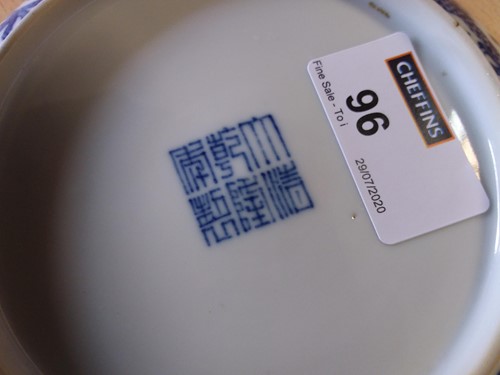 大清
乾隆
年製
CHEFFINS
96
Fine Sale - To i
29/07/2020